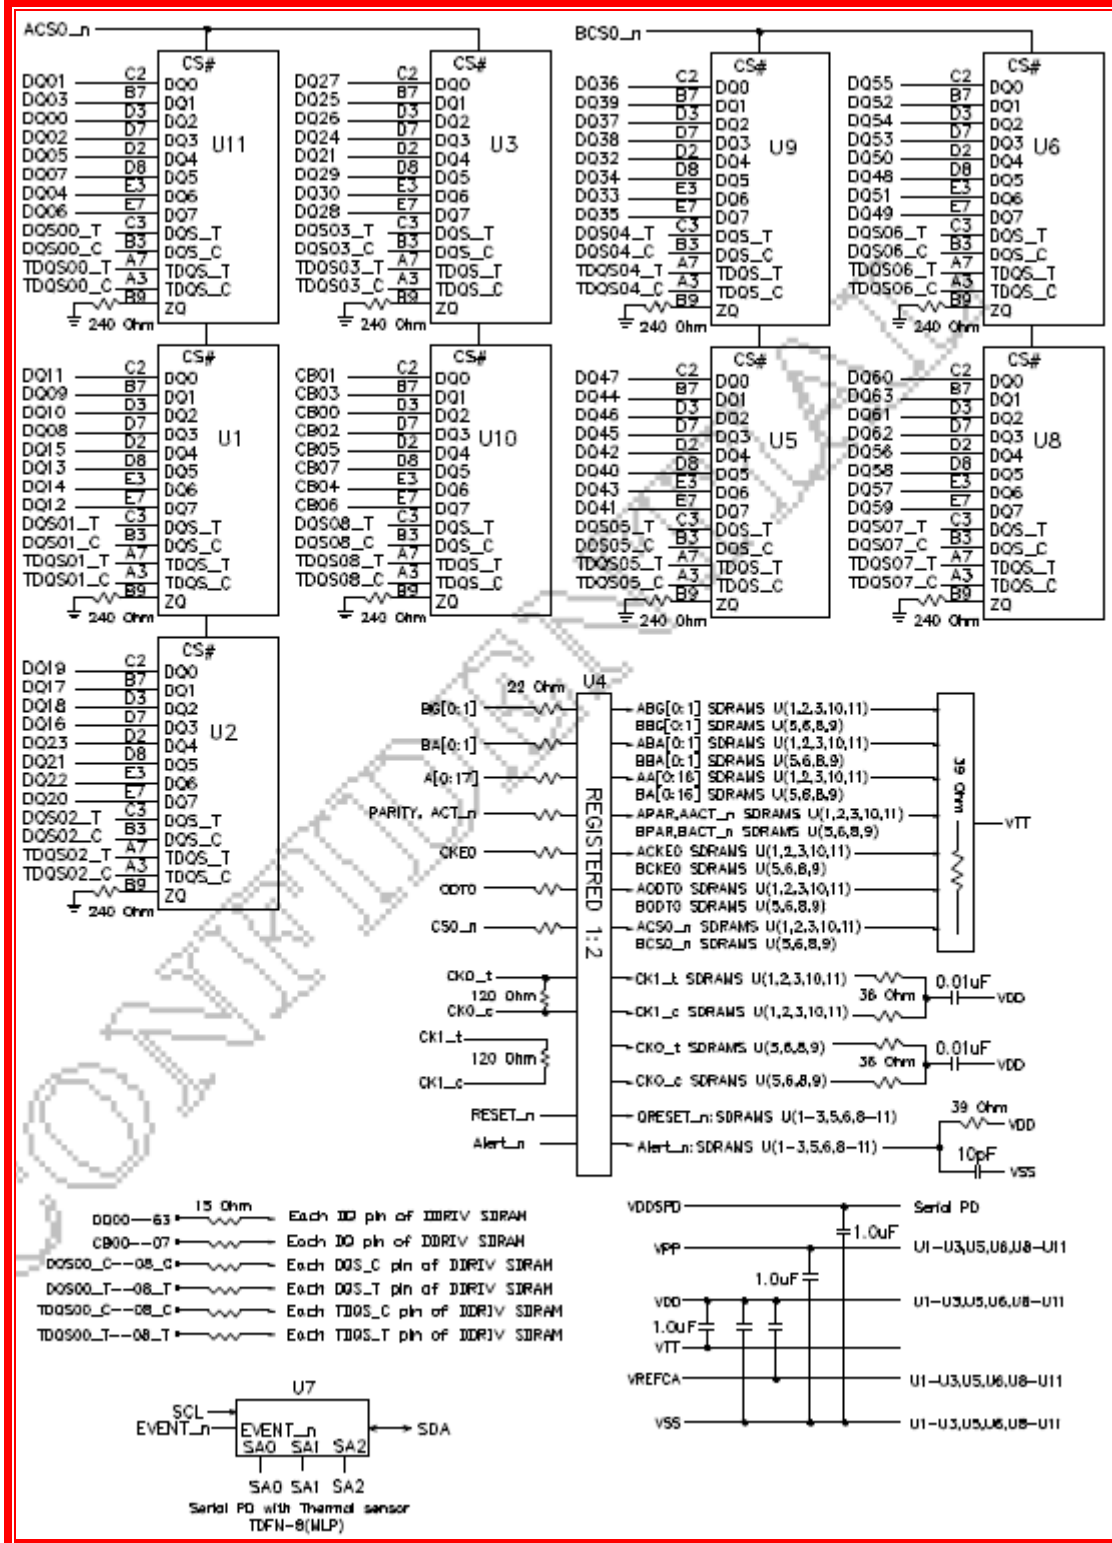 ACS0_n
BCS0_n
CS#
DQ01 C2 DQ0
DQ03 B7 DQ1
DQ00 D3 DQ2
DQ02 D7 DQ3
DQ05 D2 DQ4
DQ07 D8 DQ5
DQ04 E3 DQ6
DQ06 E7 DQ7
DQS00_T C3 DQS_T
DQS00_C B3 DQS_C
TDQS00_T A7 TDQS_T
TDQS00_C A3 TDQS_C
B9 ZQ
240 Ohm
U11
CS#
DQ27 C2 DQ0
DQ25 B7 DQ1
DQ26 D3 DQ2
DQ24 D7 DQ3
DQ21 D2 DQ4
DQ29 D8 DQ5
DQ30 E3 DQ6
DQ28 E7 DQ7
DQS03_T C3 DQS_T
DQS03_C B3 DQS_C
TDQS03_T A7 TDQS_T
TDQS03_C A3 TDQS_C
B9 ZQ
240 Ohm
U3
CS#
DQ36 C2 DQ0
DQ39 B7 DQ1
DQ37 D3 DQ2
DQ38 D7 DQ3
DQ32 D2 DQ4
DQ34 D8 DQ5
DQ33 E3 DQ6
DQ35 E7 DQ7
DQS04_T C3 DQS_T
DQS04_C B3 DQS_C
TDQS04_T A7 TDQS_T
TDQS04_C A3 TDQS_C
B9 ZQ
240 Ohm
U9
CS#
DQ55 C2 DQ0
DQ52 B7 DQ1
DQ54 D3 DQ2
DQ53 D7 DQ3
DQ50 D2 DQ4
DQ48 D8 DQ5
DQ51 E3 DQ6
DQ49 E7 DQ7
DQS06_T C3 DQS_T
DQS06_C B3 DQS_C
TDQS06_T A7 TDQS_T
TDQS06_C A3 TDQS_C
B9 ZQ
240 Ohm
U6
CS#
DQ11 C2 DQ0
DQ09 B7 DQ1
DQ10 D3 DQ2
DQ08 D7 DQ3
DQ15 D2 DQ4
DQ13 D8 DQ5
DQ14 E3 DQ6
DQ12 E7 DQ7
DQS01_T C3 DQS_T
DQS01_C B3 DQS_C
TDQS01_T A7 TDQS_T
TDQS01_C A3 TDQS_C
B9 ZQ
240 Ohm
U1
CS#
CB01 C2 DQ0
CB03 B7 DQ1
CB00 D3 DQ2
CB02 D7 DQ3
CB05 D2 DQ4
CB07 D8 DQ5
CB04 E3 DQ6
CB06 E7 DQ7
DQS08_T C3 DQS_T
DQS08_C B3 DQS_C
TDQS08_T A7 TDQS_T
TDQS08_C A3 TDQS_C
B9 ZQ
240 Ohm
U10
CS#
DQ47 C2 DQ0
DQ44 B7 DQ1
DQ46 D3 DQ2
DQ45 D7 DQ3
DQ42 D2 DQ4
DQ40 D8 DQ5
DQ43 E3 DQ6
DQ41 E7 DQ7
DQS05_T C3 DQS_T
DQS05_C B3 DQS_C
TDQS05_T A7 TDQS_T
TDQS05_C A3 TDQS_C
B9 ZQ
240 Ohm
U5
CS#
DQ60 C2 DQ0
DQ63 B7 DQ1
DQ61 D3 DQ2
DQ62 D7 DQ3
DQ56 D2 DQ4
DQ58 D8 DQ5
DQ57 E3 DQ6
DQ59 E7 DQ7
DQS07_T C3 DQS_T
DQS07_C B3 DQS_C
TDQS07_T A7 TDQS_T
TDQS07_C A3 TDQS_C
B9 ZQ
240 Ohm
U8
CS#
DQ19 C2 DQ0
DQ17 B7 DQ1
DQ18 D3 DQ2
DQ16 D7 DQ3
DQ23 D2 DQ4
DQ21 D8 DQ5
DQ22 E3 DQ6
DQ20 E7 DQ7
DQS02_T C3 DQS_T
DQS02_C B3 DQS_C
TDQS02_T A7 TDQS_T
TDQS02_C A3 TDQS_C
B9 ZQ
240 Ohm
U2
CONFIDENTIAL
22 Ohm
U4
REGISTERED 1:2
BG[0:1]
ABG[0:1] SDRAMS U(1,2,3,10,11)
BBG[0:1] SDRAMS U(5,6,8,9)
BA[0:1]
ABA[0:1] SDRAMS U(1,2,3,10,11)
BBA[0:1] SDRAMS U(5,6,8,9)
A[0:17]
AA[0:16] SDRAMS U(1,2,3,10,11)
BA[0:16] SDRAMS U(5,6,8,9)
PARITY, ACT_n
APAR,AACT_n SDRAMS U(1,2,3,10,11)
BPAR,BACT_n SDRAMS U(5,6,8,9)
CKE0
ACKE0 SDRAMS U(1,2,3,10,11)
BCKE0 SDRAMS U(5,6,8,9)
ODT0
AODT0 SDRAMS U(1,2,3,10,11)
BODT0 SDRAMS U(5,6,8,9)
CS0_n
ACS0_n SDRAMS U(1,2,3,10,11)
BCS0_n SDRAMS U(5,6,8,9)
39 Ohm
VTT
CK0_t
120 Ohm
CK0_c
CK1_t SDRAMS U(1,2,3,10,11)
36 Ohm
CK1_c SDRAMS U(1,2,3,10,11)
0.01uF
VDD
CK1_t
120 Ohm
CK1_c
CK0_t SDRAMS U(5,6,8,9)
36 Ohm
CK0_c SDRAMS U(5,6,8,9)
0.01uF
VDD
RESET_n
QRESET_n: SDRAMS U(1-3,5,6,8-11)
Alert_n
Alert_n: SDRAMS U(1-3,5,6,8-11)
39 Ohm
VDD
10pF
VSS
15 Ohm
DQ00--63 Each DQ pin of DDRIV SDRAM
CB00--07 Each DQ pin of DDRIV SDRAM
DQS00_C--08_C Each DQS_C pin of DDRIV SDRAM
DQS00_T--08_T Each DQS_T pin of DDRIV SDRAM
TDQS00_C--08_C Each TDQS_C pin of DDRIV SDRAM
TDQS00_T--08_T Each TDQS_T pin of DDRIV SDRAM
VDDSPD Serial PD
1.0uF
VPP U1-U3,U5,U6,U8-U11
1.0uF
VDD U1-U3,U5,U6,U8-U11
1.0uF
VTT
VREFCA U1-U3,U5,U6,U8-U11
VSS U1-U3,U5,U6,U8-U11
U7
SCL
EVENT_n EVENT_n
SDA
SA0 SA1 SA2
SA0 SA1 SA2
Serial PD with Thermal sensor
TDFN-8(MLP)